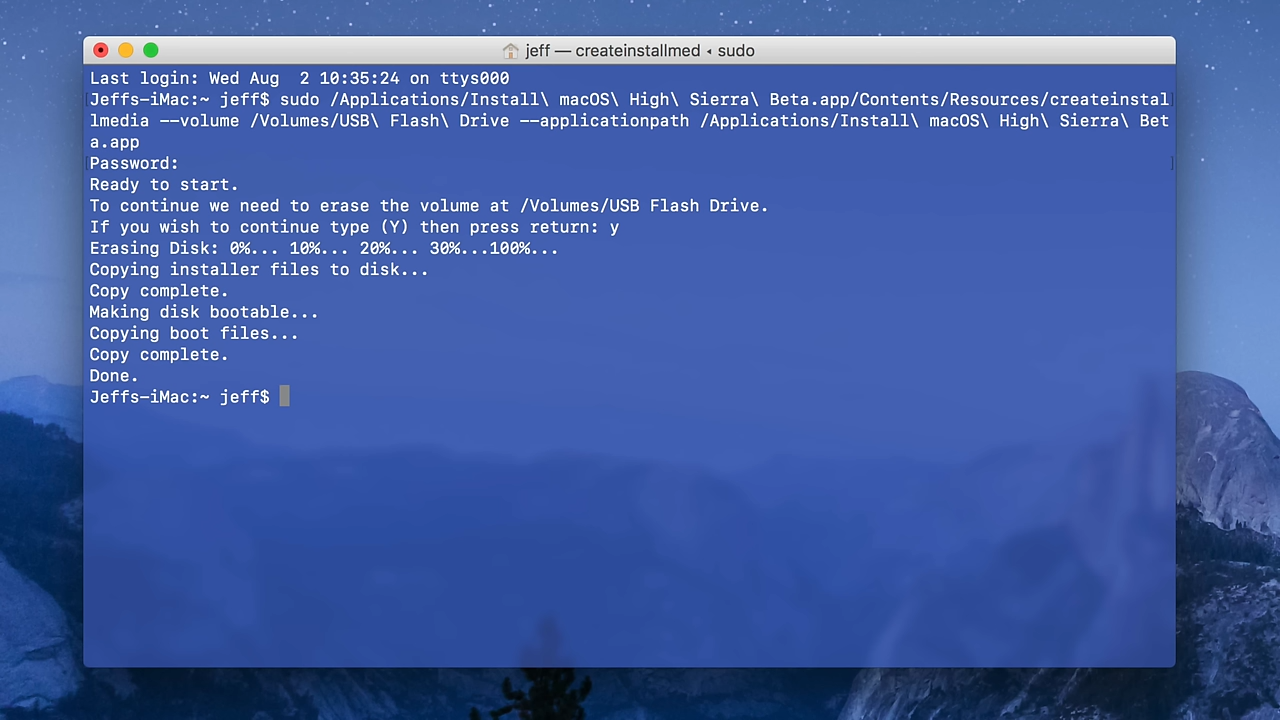 jeff — createinstallmed ◂ sudo
Last login: Wed Aug  2 10:35:24 on ttys000
Jeffs-iMac:~ jeff$ sudo /Applications/Install\ macOS\ High\ Sierra\ Beta.app/Contents/Resources/createinstal
lmedia --volume /Volumes/USB\ Flash\ Drive --applicationpath /Applications/Install\ macOS\ High\ Sierra\ Bet
a.app
Password:
Ready to start.
To continue we need to erase the volume at /Volumes/USB Flash Drive.
If you wish to continue type (Y) then press return: y
Erasing Disk: 0%... 10%... 20%... 30%...100%...
Copying installer files to disk...
Copy complete.
Making disk bootable...
Copying boot files...
Copy complete.
Done.
Jeffs-iMac:~ jeff$